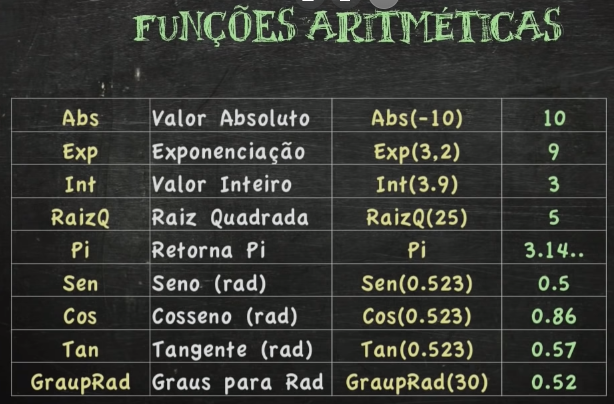 FUNÇÕES ARITMÉTICAS
Abs Valor Absoluto Abs(-10) 10
Exp Exponenciação Exp(3,2) 9
Int Valor Inteiro Int(3.9) 3
RaizQ Raiz Quadrada RaizQ(25) 5
Pi Retorna Pi Pi 3.14..
Sen Seno (rad) Sen(0.523) 0.5
Cos Cosseno (rad) Cos(0.523) 0.86
Tan Tangente (rad) Tan(0.523) 0.57
GraupRad Graus para Rad GraupRad(30) 0.52